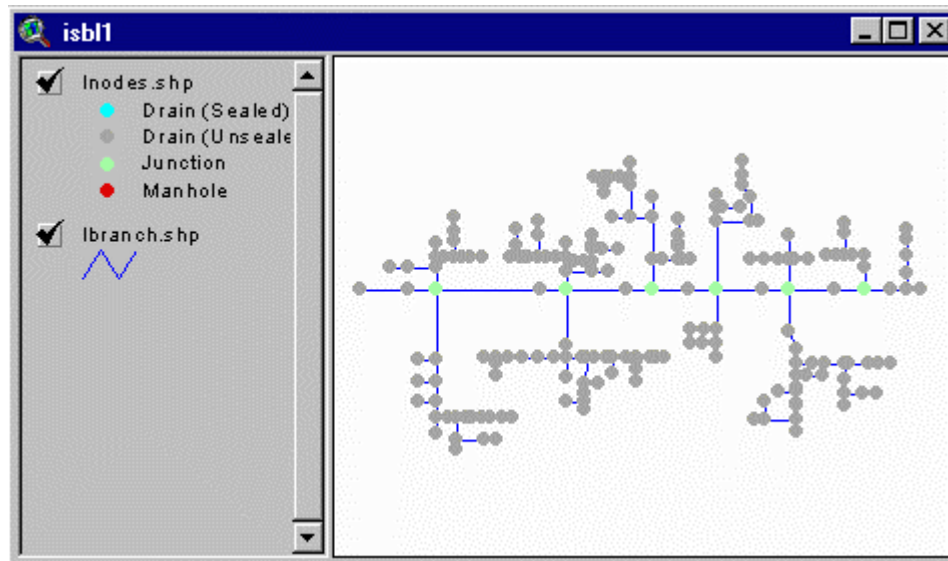 isbl1
lnodes.shp
Drain (Sealed)
Drain (Unseale
Junction
Manhole
lbranch.shp